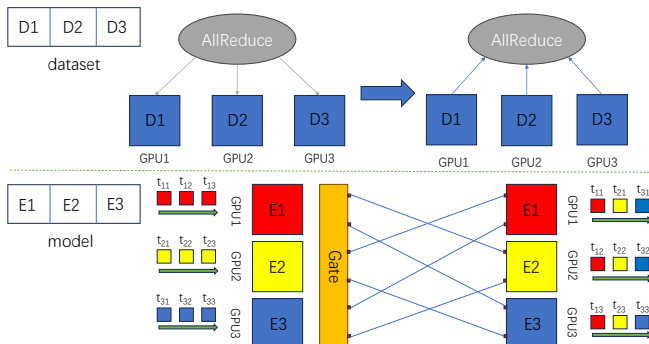 D1 D2 D3
dataset
AllReduce
D1 D2 D3
GPU1 GPU2 GPU3
AllReduce
D1 D2 D3
GPU1 GPU2 GPU3
E1 E2 E3
model
t11 t12 t13
GPU1
E1
t21 t22 t23
GPU2
E2
t31 t32 t33
GPU3
E3
Gate
E1
GPU1
t11 t21 t31
E2
GPU2
t12 t22 t32
E3
GPU3
t13 t23 t33